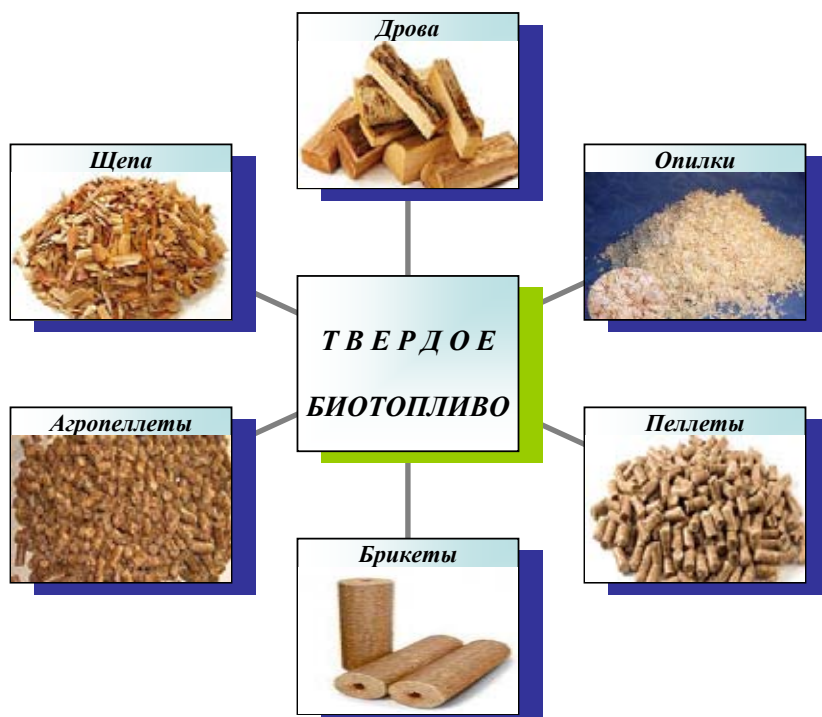 Дрова
Щепа
Опилки
Т В Е Р Д О Е
БИОТОПЛИВО
Агропеллеты
Пеллеты
Брикеты